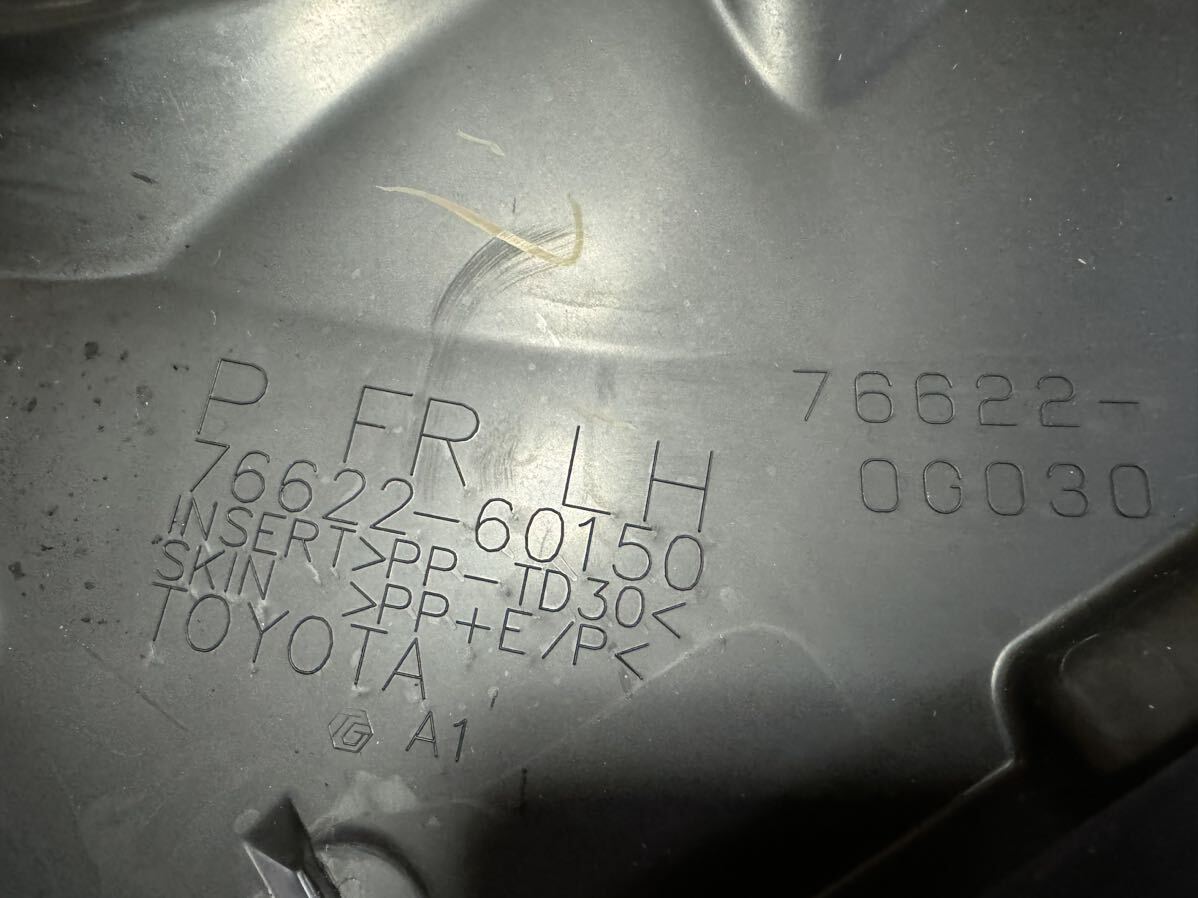 P FR LH
76622-60150
INSERT>PP-TD30<
SKIN >PP+E/P<
TOYOTA
A1
76622-
0G030